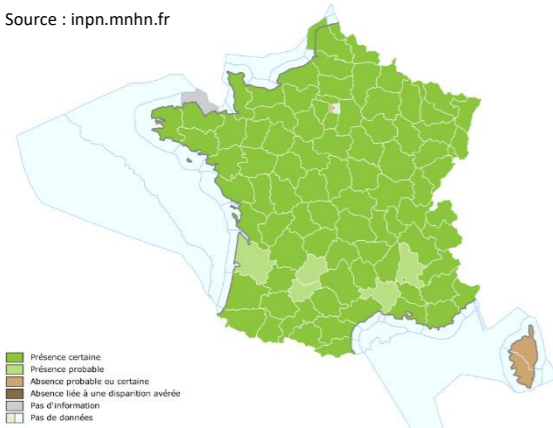 Source : inpn.mnhn.fr
Présence certaine
Présence probable
Absence probable ou certaine
Absence liée à une disparition avérée
Pas d'information
Pas de données